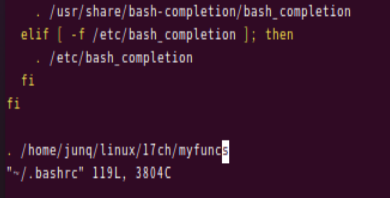 . /usr/share/bash-completion/bash_completion
elif [ -f /etc/bash_completion ]; then
. /etc/bash_completion
fi
fi
. /home/junq/linux/17ch/myfuncs
"~/.bashrc" 119L, 3804C